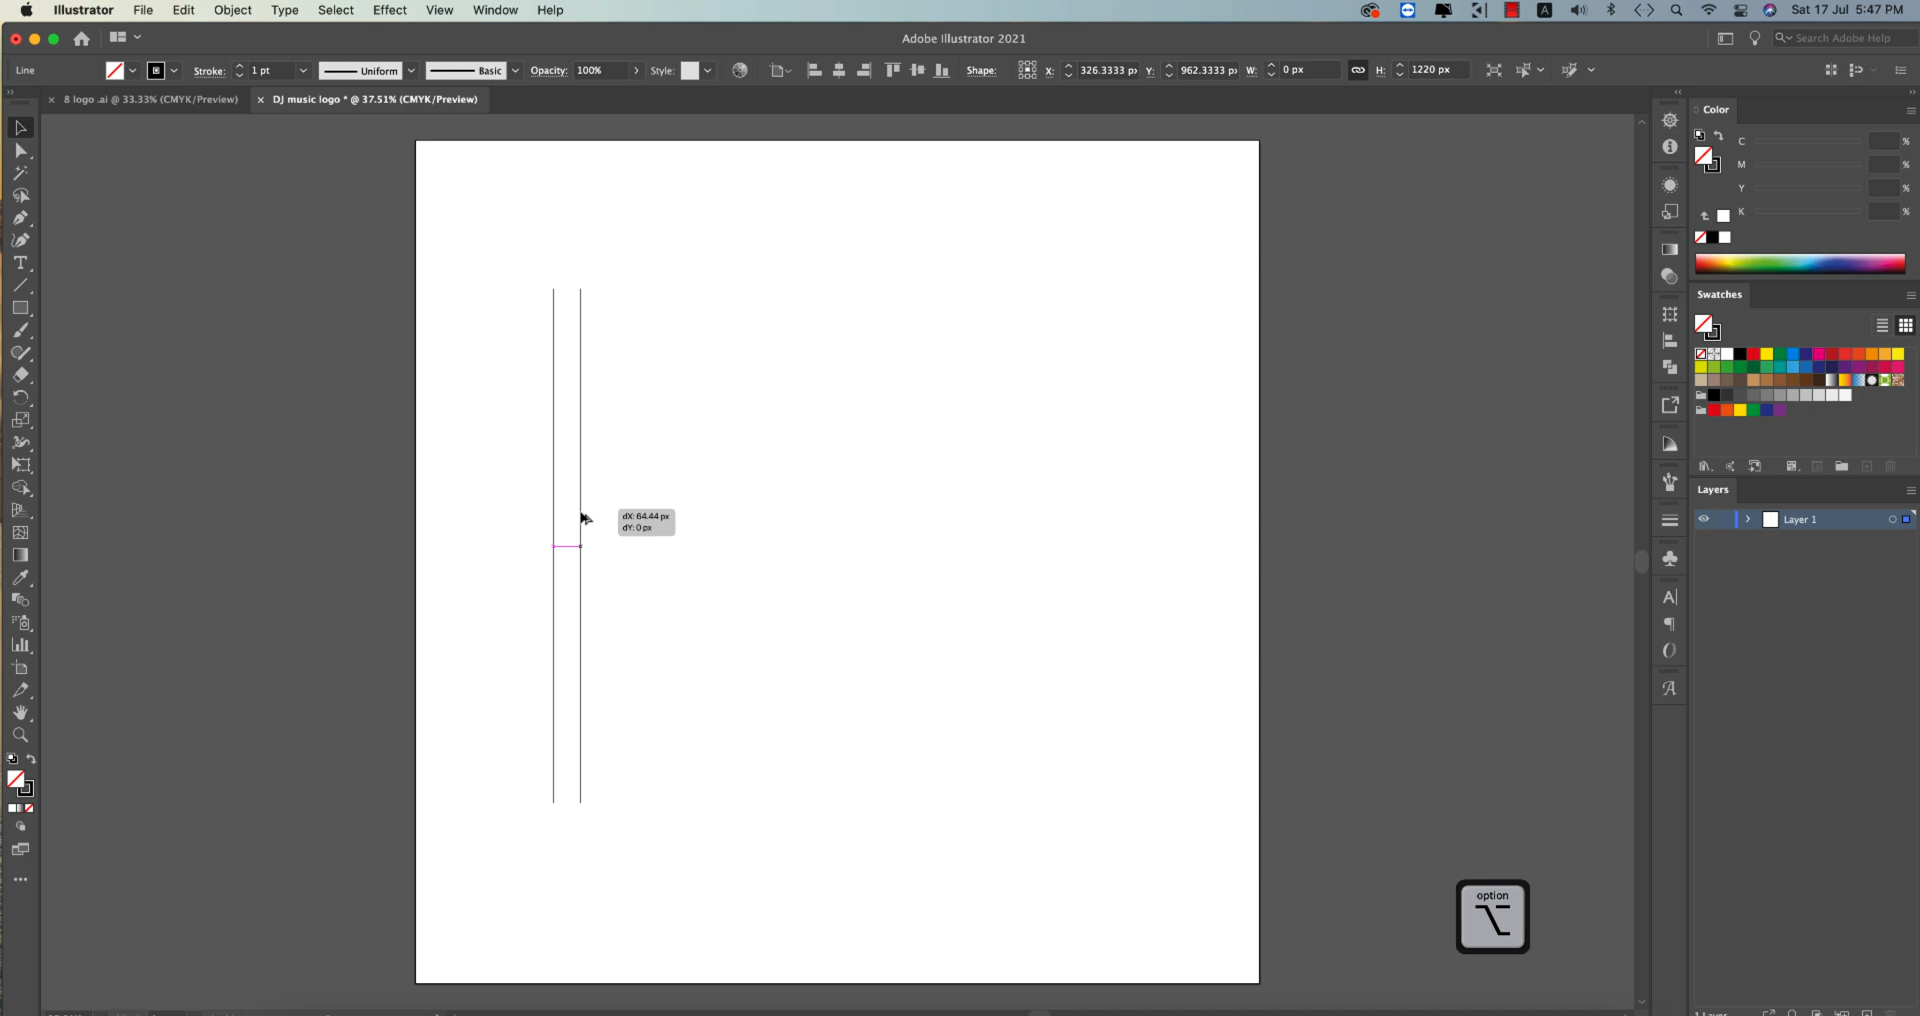 Illustrator File Edit Object Type Select Effect View Window Help
Sat 17 Jul 5:47 PM
Adobe Illustrator 2021
Search Adobe Help
Line
Stroke: 1 pt
Uniform
Basic
Opacity: 100%
Style:
Shape:
X: 326.3333 px
Y: 962.3333 px
W: 0 px
H: 1220 px
8 logo .ai @ 33.33% (CMYK/Preview)
DJ music logo * @ 37.51% (CMYK/Preview)
Color
C %
M %
Y %
K %
Swatches
Layers
Layer 1
dX: 64.44 px
dY: 0 px
option
1 Layer